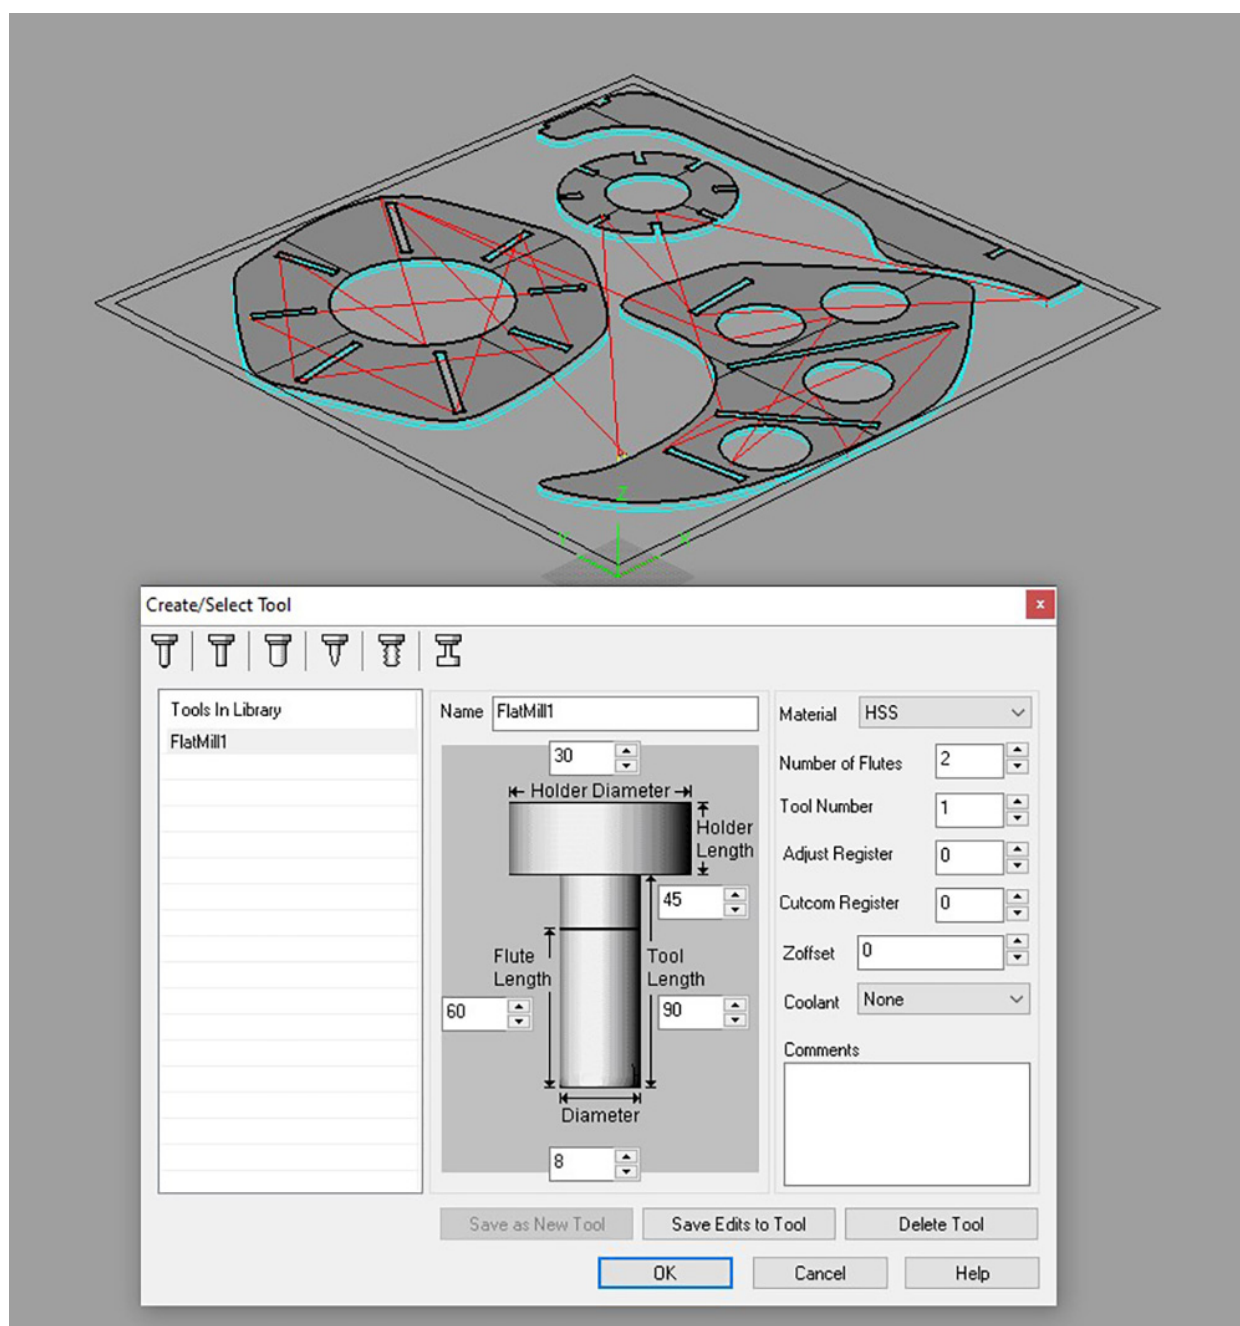 Z
Y
X
Create/Select Tool
x
Tools In Library
FlatMill1
Name FlatMill1
30
Holder Diameter
Holder
Length
45
Flute
Length
Tool
Length
60
90
Diameter
8
Material HSS
Number of Flutes 2
Tool Number 1
Adjust Register 0
Cutcom Register 0
Zoffset 0
Coolant None
Comments
Save as New Tool Save Edits to Tool Delete Tool
OK Cancel Help